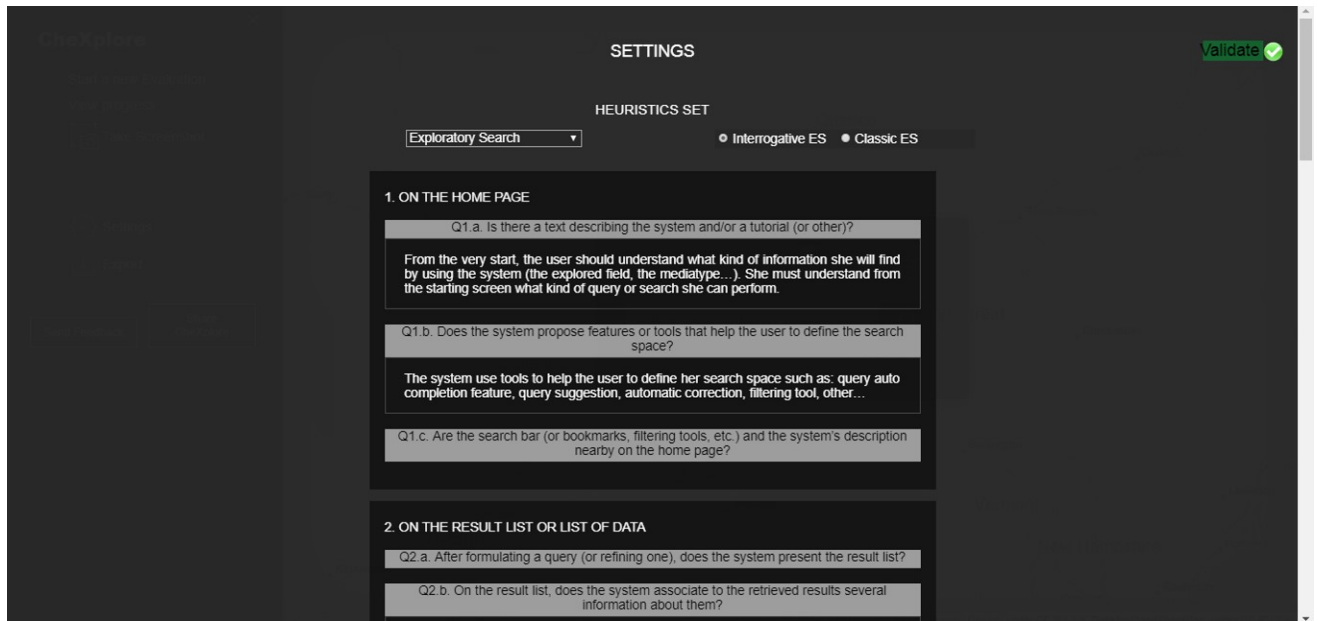 CheXplore
SETTINGS
Validate
HEURISTICS SET
Exploratory Search
Interrogative ES
Classic ES
1. ON THE HOME PAGE
Q1.a. Is there a text describing the system and/or a tutorial (or other)?
From the very start, the user should understand what kind of information she will find
by using the system (the explored field, the mediatype…). She must understand from
the starting screen what kind of query or search she can perform.
Q1.b. Does the system propose features or tools that help the user to define the search
space?
The system use tools to help the user to define her search space such as: query auto
completion feature, query suggestion, automatic correction, filtering tool, other…
Q1.c. Are the search bar (or bookmarks, filtering tools, etc.) and the system's description
nearby on the home page?
2. ON THE RESULT LIST OR LIST OF DATA
Q2.a. After formulating a query (or refining one), does the system present the result list?
Q2.b. On the result list, does the system associate to the retrieved results several
information about them?